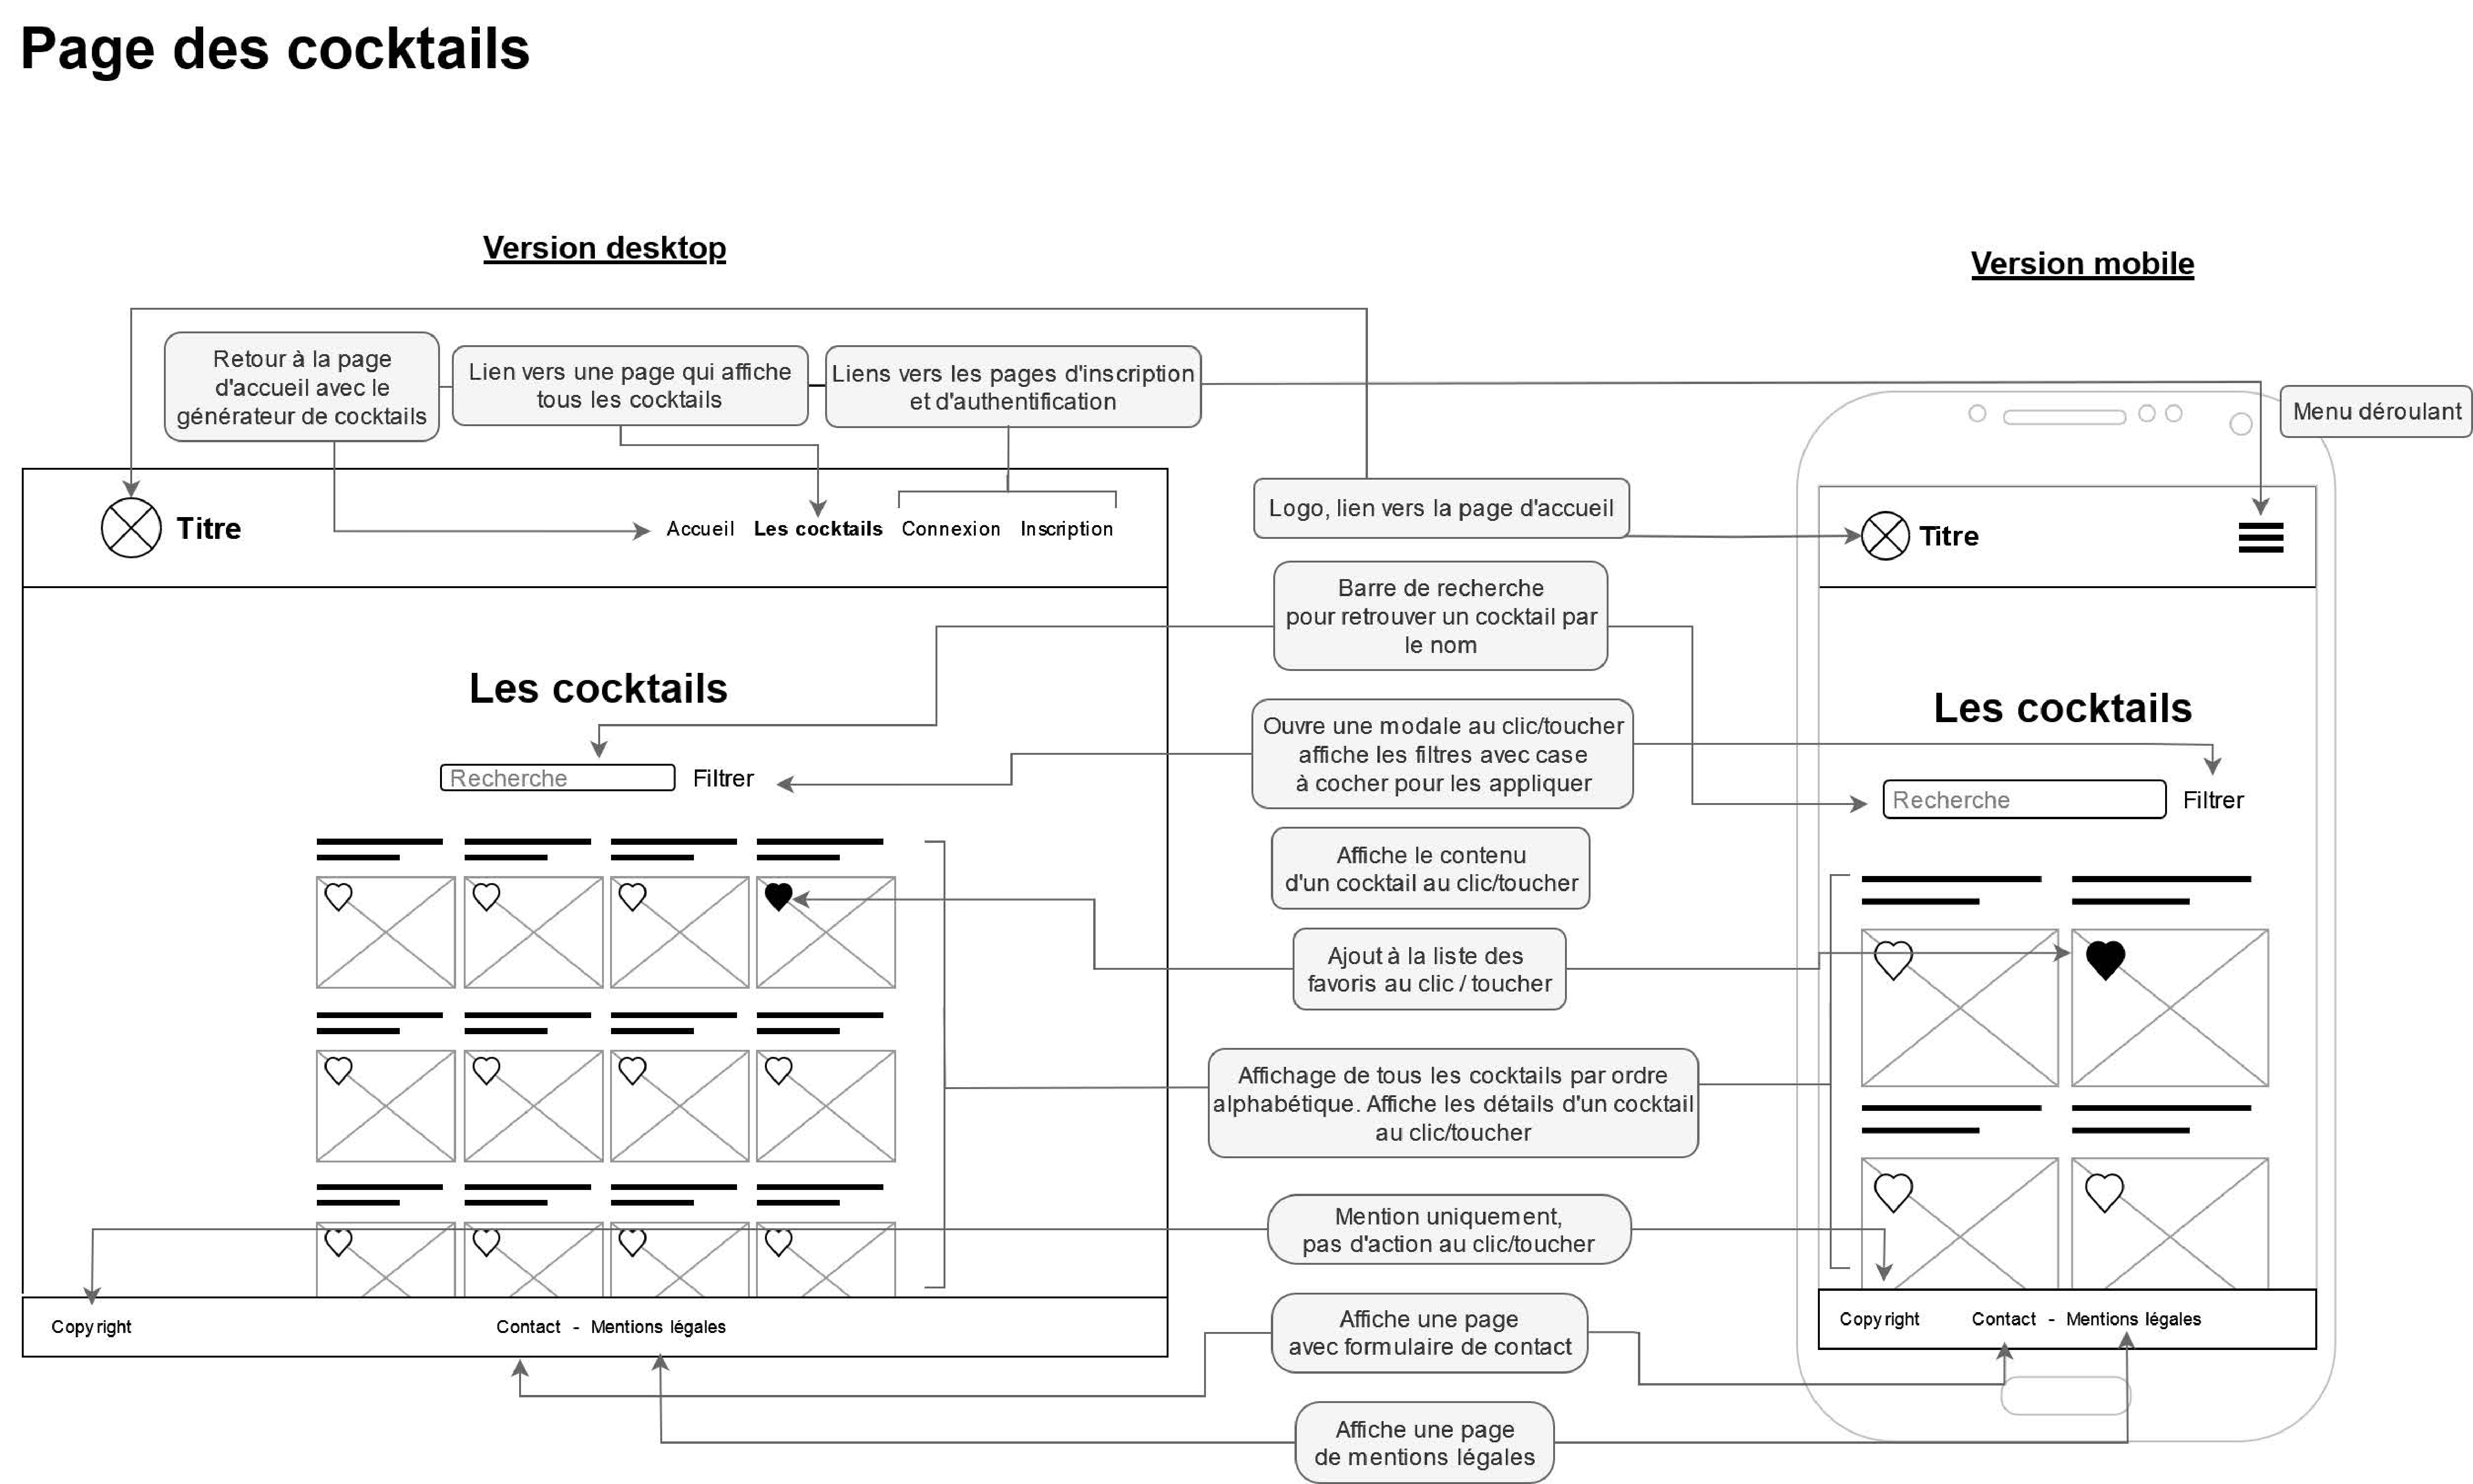 Page des cocktails
Version desktop
Version mobile
Retour à la page
d'accueil avec le
générateur de cocktails
Lien vers une page qui affiche
tous les cocktails
Liens vers les pages d'inscription
et d'authentification
Menu déroulant
Titre
Accueil
Les cocktails
Connexion
Inscription
Logo, lien vers la page d'accueil
Titre
Barre de recherche
pour retrouver un cocktail par
le nom
Les cocktails
Recherche
Filtrer
Ouvre une modale au clic/toucher
affiche les filtres avec case
à cocher pour les appliquer
Les cocktails
Recherche
Filtrer
Affiche le contenu
d'un cocktail au clic/toucher
Ajout à la liste des
favoris au clic / toucher
Affichage de tous les cocktails par ordre
alphabétique. Affiche les détails d'un cocktail
au clic/toucher
Mention uniquement,
pas d'action au clic/toucher
Copyright
Contact - Mentions légales
Affiche une page
avec formulaire de contact
Copyright
Contact - Mentions légales
Affiche une page
de mentions légales